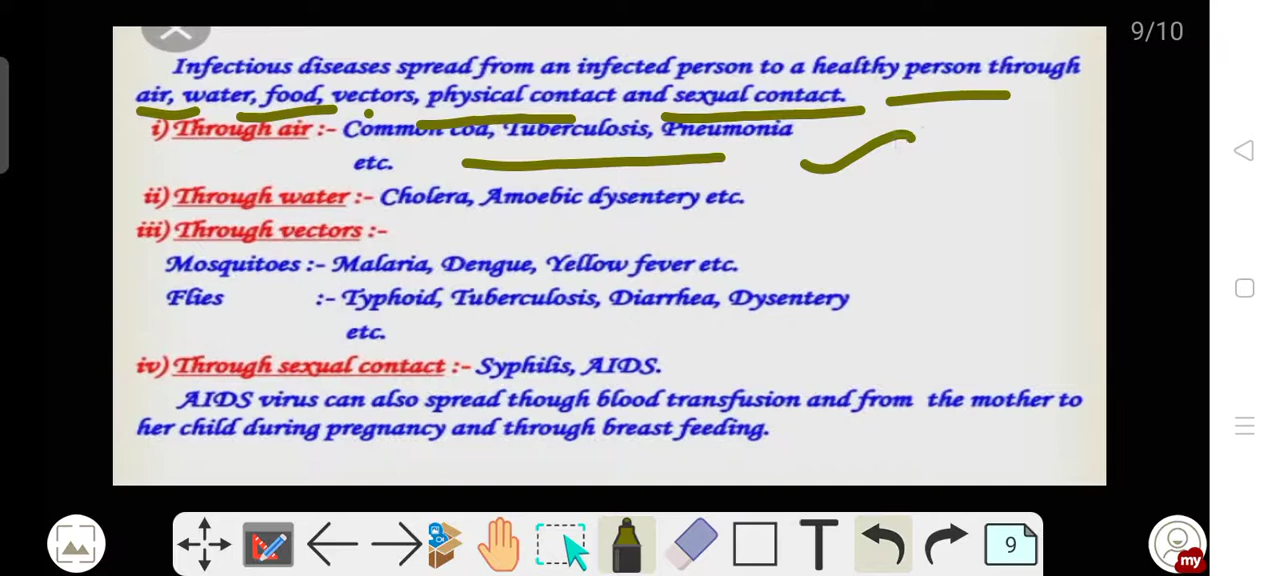 9/10
Infectious diseases spread from an infected person to a healthy person through
air, water, food, vectors, physical contact and sexual contact.
i) Through air :- Common cod, Tuberculosis, Pneumonia
etc.
ii) Through water :- Cholera, Amoebic dysentery etc.
iii) Through vectors :-
Mosquitoes :- Malaria, Dengue, Yellow fever etc.
Flies :- Typhoid, Tuberculosis, Diarrhea, Dysentery
etc.
iv) Through sexual contact :- Syphilis, AIDS.
AIDS virus can also spread though blood transfusion and from the mother to
her child during pregnancy and through breast feeding.
T 9 my